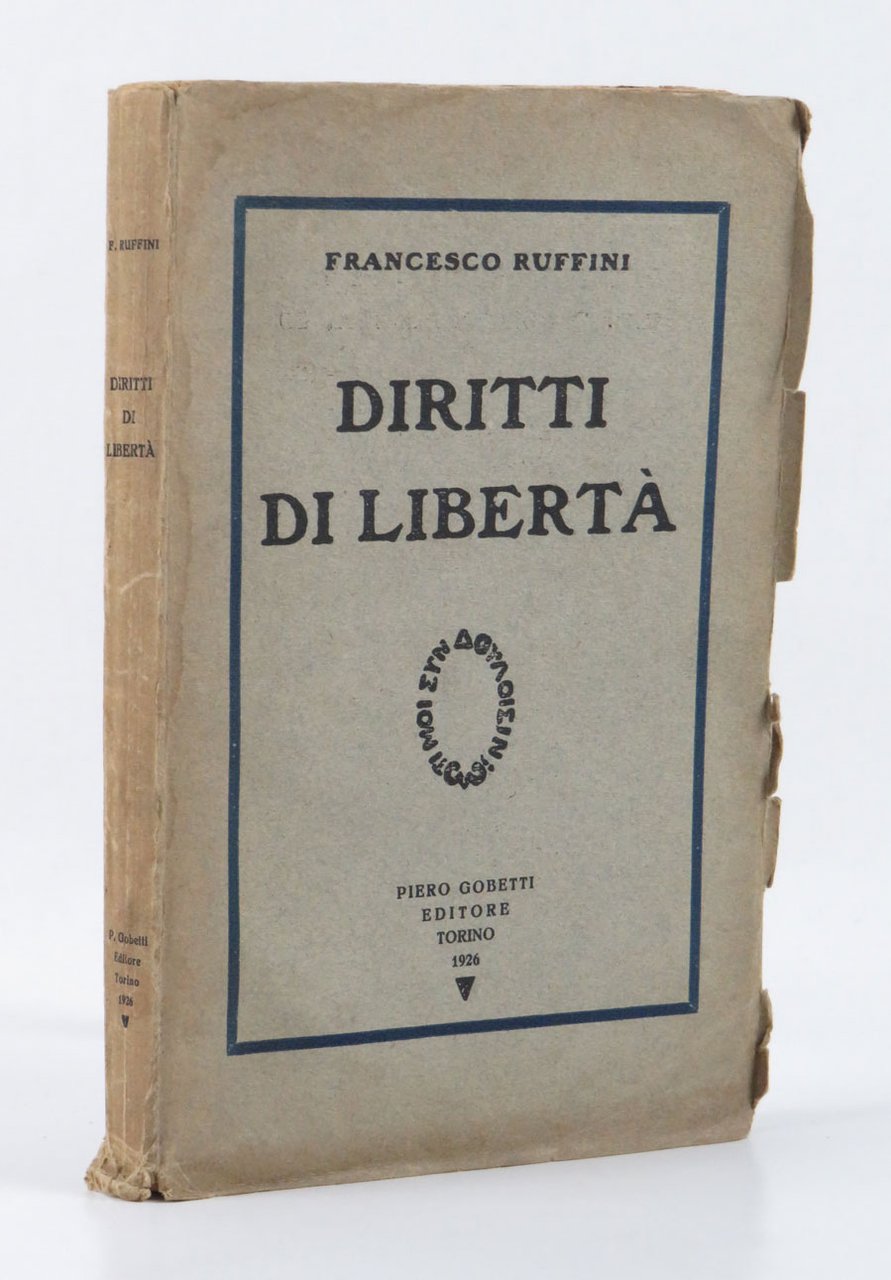 F. RUFFINI
DIRITTI
DI
LIBERTÀ
P. Gobetti
Editore
Torino
1926
FRANCESCO RUFFINI
DIRITTI
DI LIBERTÀ
ΤΙ ΜΟΙ ΣΥΝ ΔΟΥΛΟΙΣΙΝ
PIERO GOBETTI
EDITORE
TORINO
1926